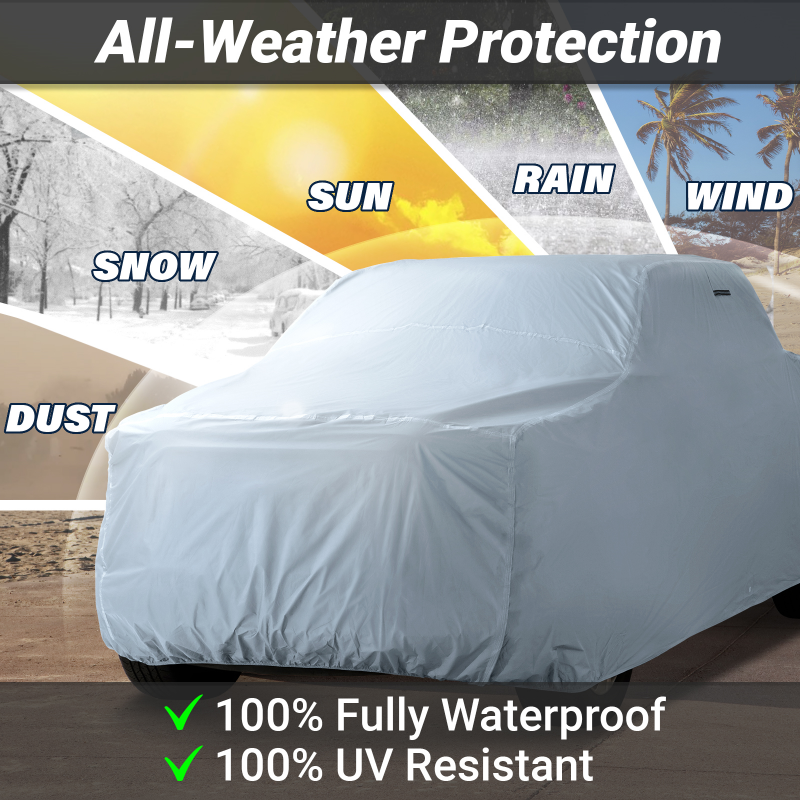 All-Weather Protection
SUN
RAIN
WIND
SNOW
DUST
100% Fully Waterproof
100% UV Resistant